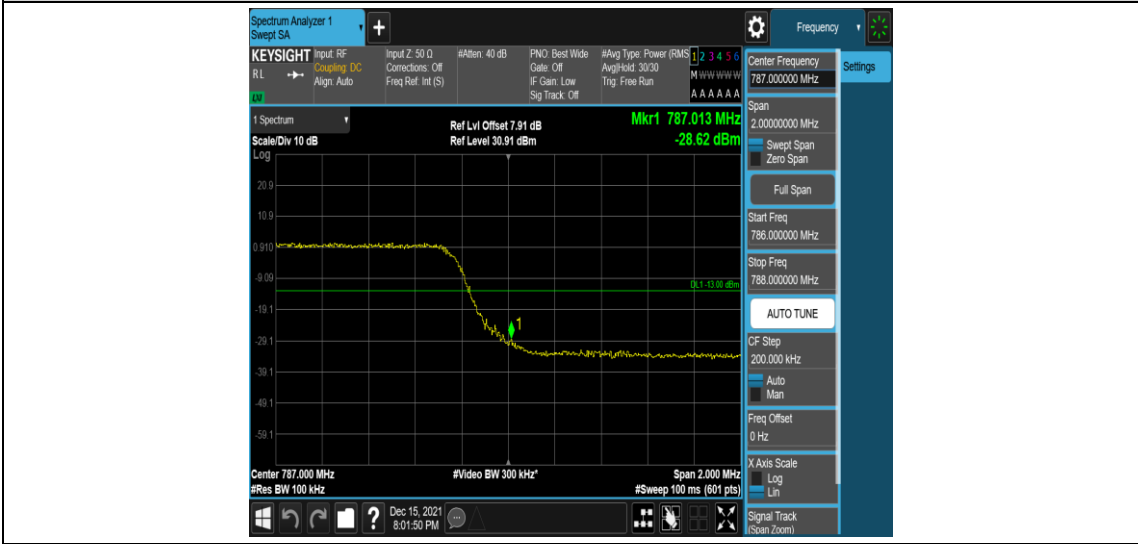 Spectrum Analyzer 1
Swept SA
+
Frequency
KEYSIGHT
RL
Input: RF
Coupling: DC
Align: Auto
Input Z: 50 Ω
Corrections: Off
Freq Ref: Int (S)
#Atten: 40 dB
PNO: Best Wide
Gate: Off
IF Gain: Low
Sig Track: Off
#Avg Type: Power (RMS
Avg|Hold: 30/30
Trig: Free Run
1 2 3 4 5 6
M W W W W W
A A A A A A
1 Spectrum
Scale/Div 10 dB
Log
Ref Lvl Offset 7.91 dB
Ref Level 30.91 dBm
Mkr1 787.013 MHz
-28.62 dBm
20.9
10.9
0.910
-9.09
DL1 -13.00 dBm
-19.1
1
-29.1
-39.1
-49.1
-59.1
Center 787.000 MHz
#Res BW 100 kHz
#Video BW 300 kHz*
Span 2.000 MHz
#Sweep 100 ms (601 pts)
?
Dec 15, 2021
8:01:50 PM
Center Frequency
787.000000 MHz
Settings
Span
2.00000000 MHz
Swept Span
Zero Span
Full Span
Start Freq
786.000000 MHz
Stop Freq
788.000000 MHz
AUTO TUNE
CF Step
200.000 kHz
Auto
Man
Freq Offset
0 Hz
X Axis Scale
Log
Lin
Signal Track
(Span Zoom)